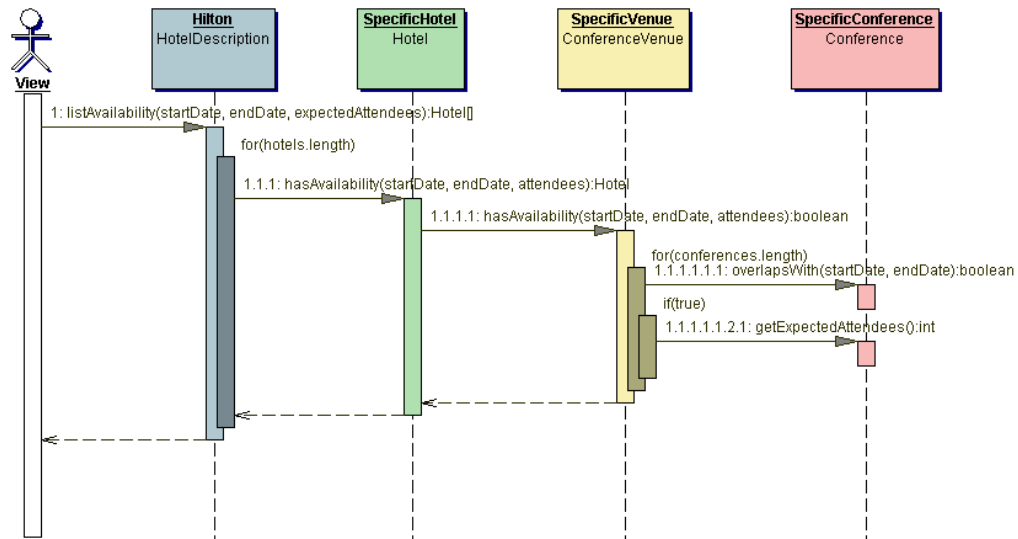 Hilton
HotelDescription
SpecificHotel
Hotel
SpecificVenue
ConferenceVenue
SpecificConference
Conference
View
1: listAvailability(startDate, endDate, expectedAttendees):Hotel[]
for(hotels.length)
1.1.1: hasAvailability(startDate, endDate, attendees):Hotel
1.1.1.1: hasAvailability(startDate, endDate, attendees):boolean
for(conferences.length)
1.1.1.1.1.1: overlapsWith(startDate, endDate):boolean
if(true)
1.1.1.1.1.2.1: getExpectedAttendees():int